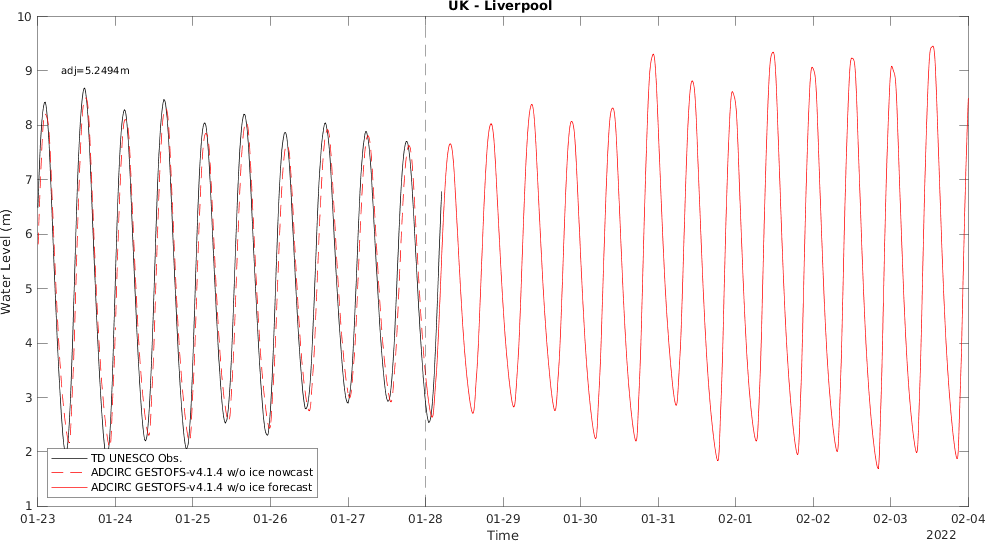 UK - Liverpool
10
9
8
7
6
5
4
3
2
1
Water Level (m)
adj=5.2494m
TD UNESCO Obs.
ADCIRC GESTOFS-v4.1.4 w/o ice nowcast
ADCIRC GESTOFS-v4.1.4 w/o ice forecast
01-23 01-24 01-25 01-26 01-27 01-28 01-29 01-30 01-31 02-01 02-02 02-03 02-04
Time
2022